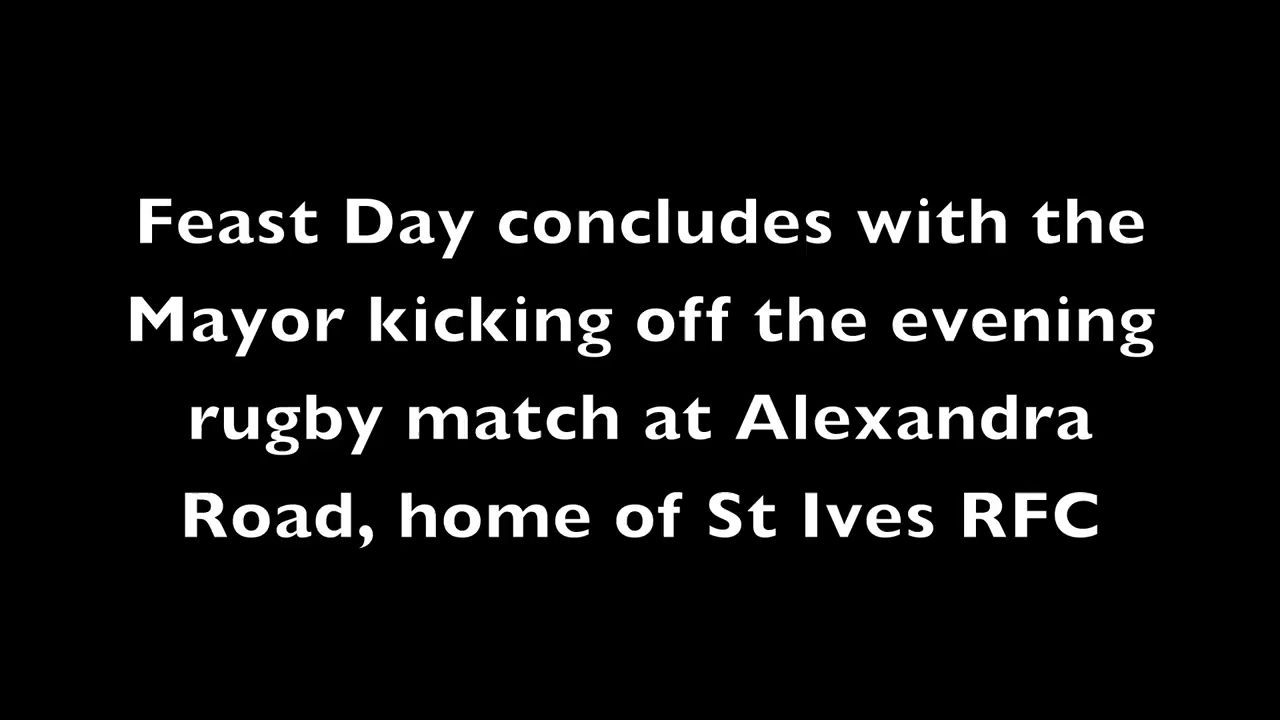 Feast Day concludes with the
Mayor kicking off the evening
rugby match at Alexandra
Road, home of St Ives RFC